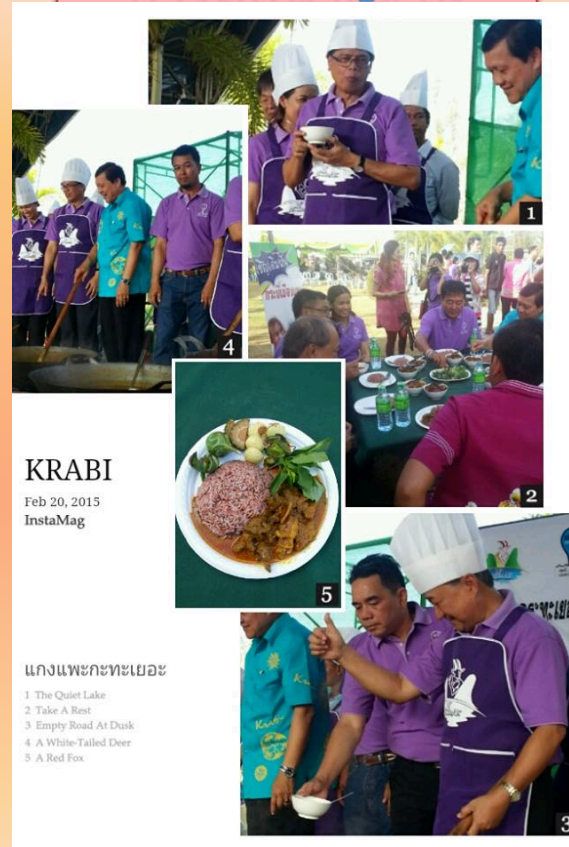 1
4
2
5
KRABI
Feb 20, 2015
InstaMag
แกงแพะกะทะเยอะ
1 The Quiet Lake
2 Take A Rest
3 Empty Road At Dusk
4 A White-Tailed Deer
5 A Red Fox
3